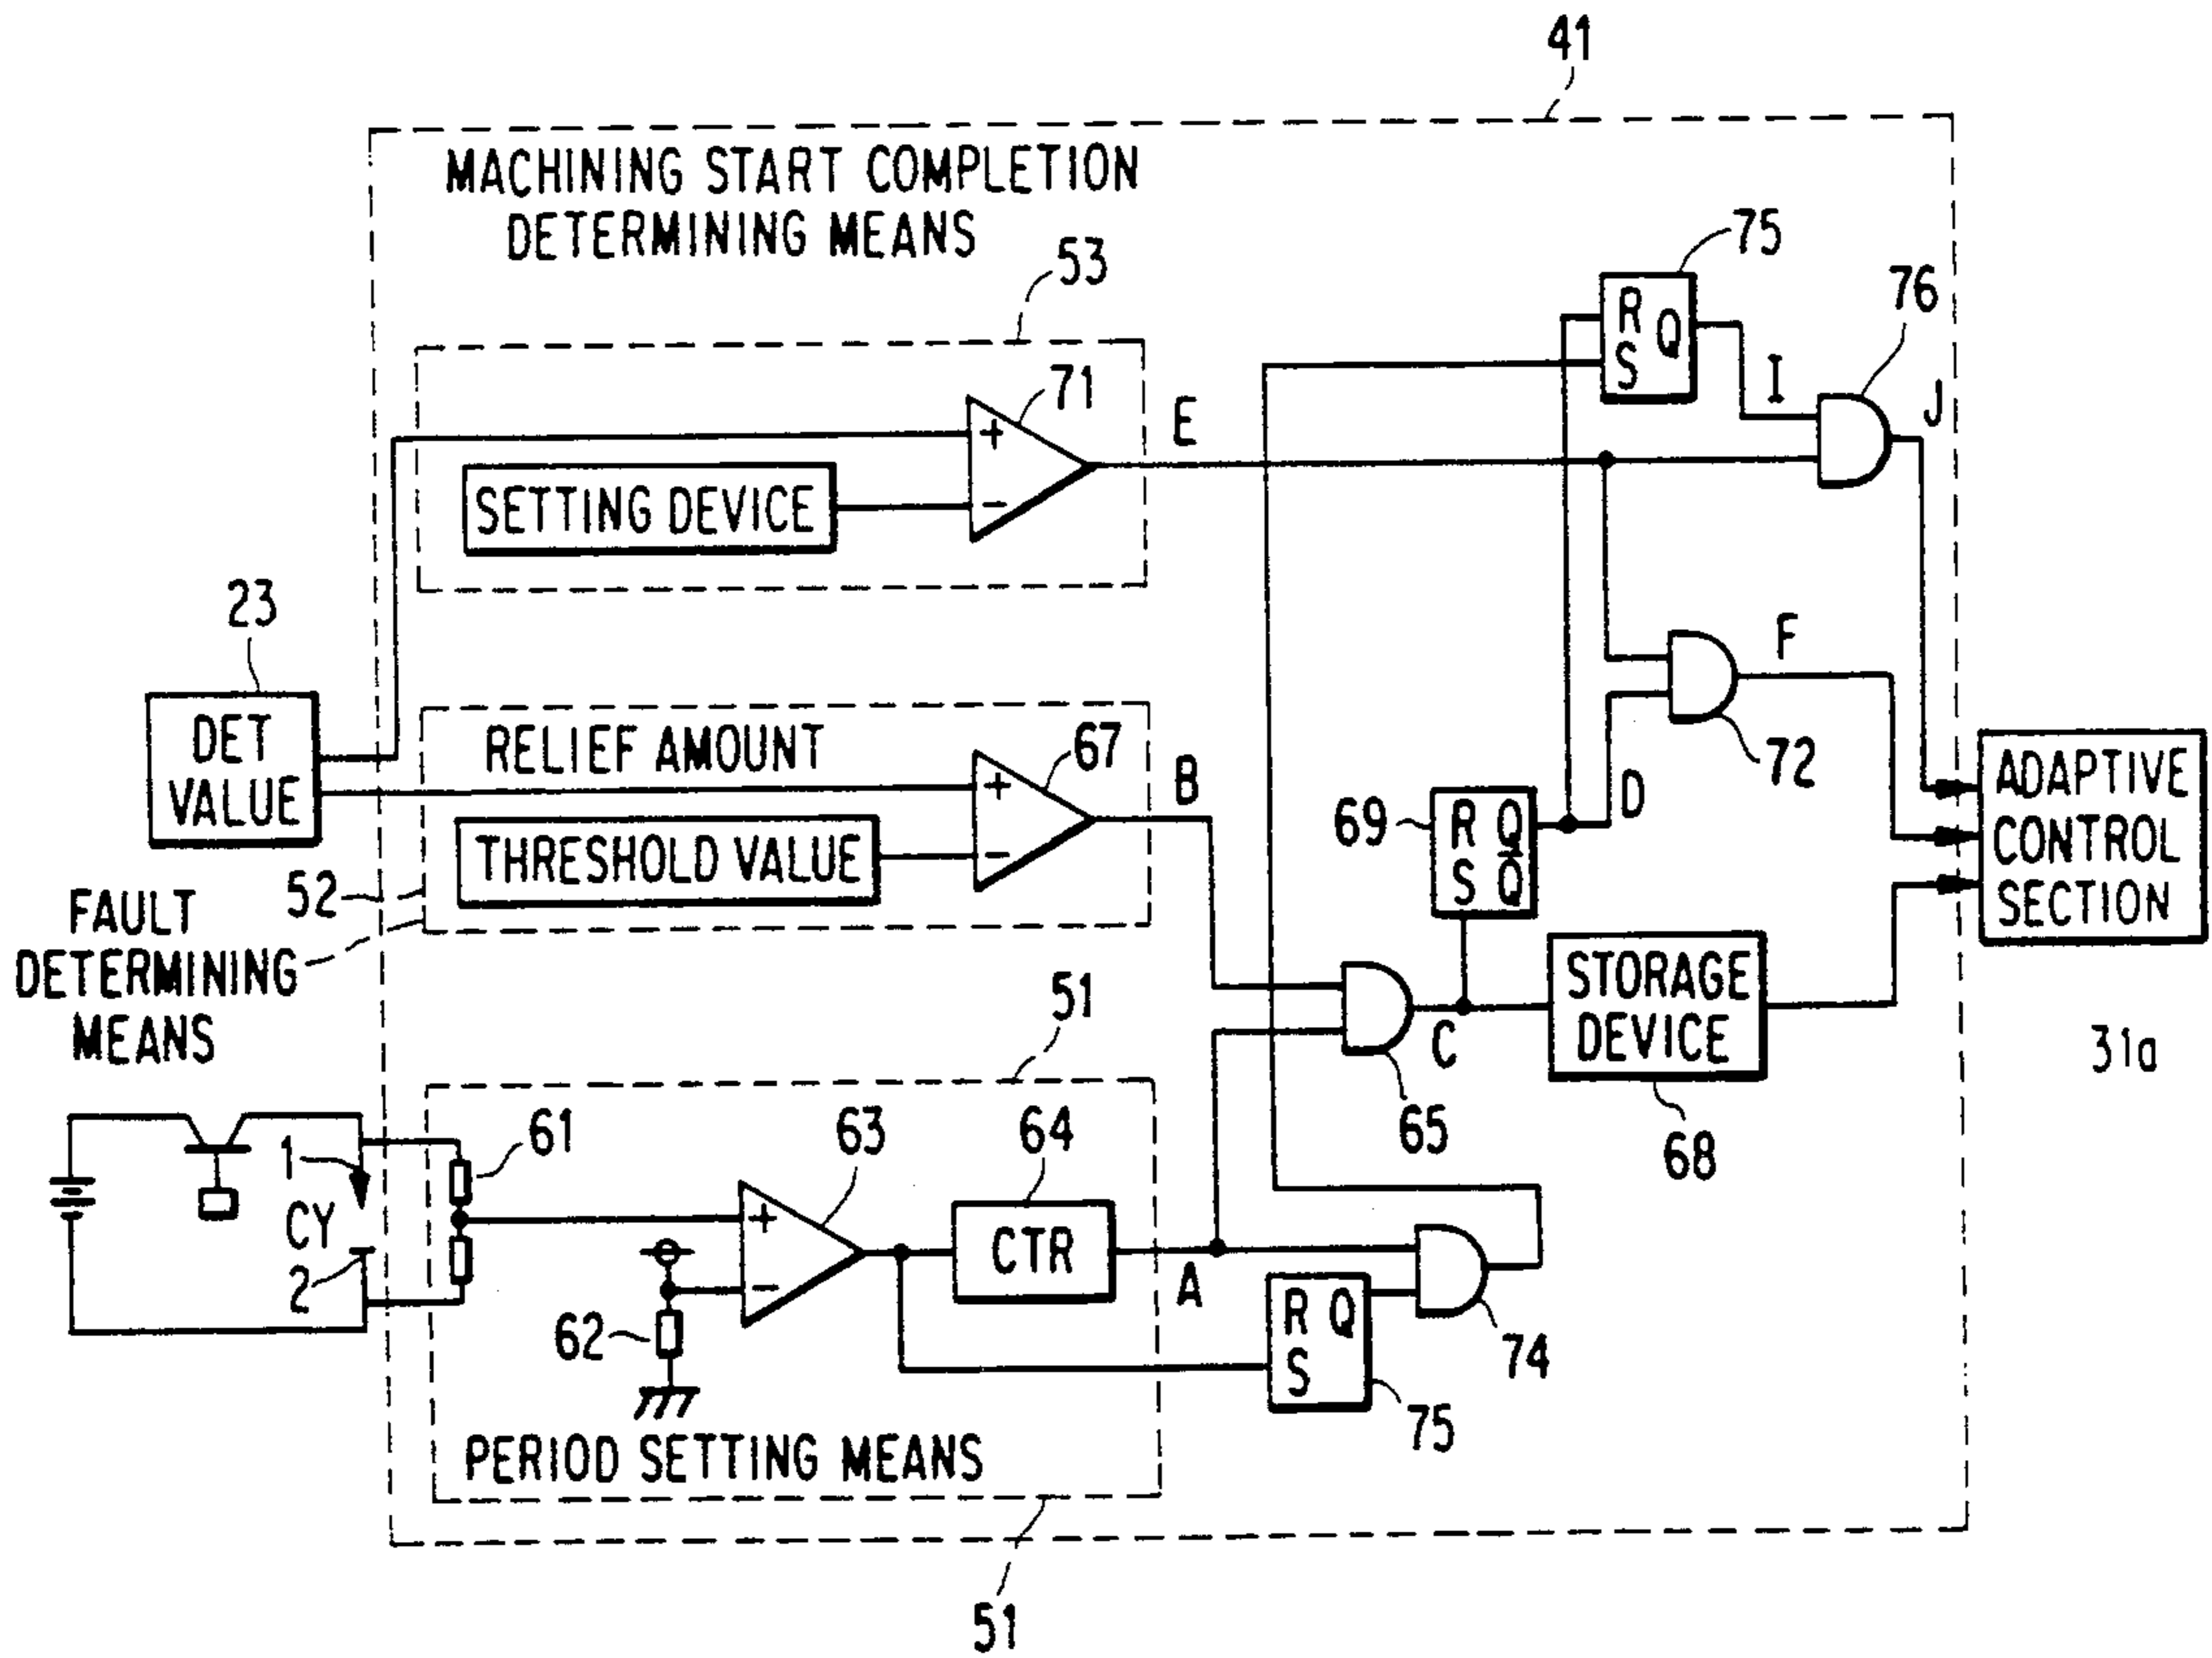 41
MACHINING START COMPLETION
DETERMINING MEANS
53
75
76
R Q
S
I
J
71
E
+
−
SETTING DEVICE
23
DET
VALUE
F
72
RELIEF AMOUNT
67
B
+
−
THRESHOLD VALUE
52
FAULT
DETERMINING
MEANS
69
R Q
S Q̅
D
ADAPTIVE
CONTROL
SECTION
31a
51
C
65
STORAGE
DEVICE
68
61
1
CY
2
63
+
−
62
64
CTR
A
R Q
S
74
75
PERIOD SETTING MEANS
51